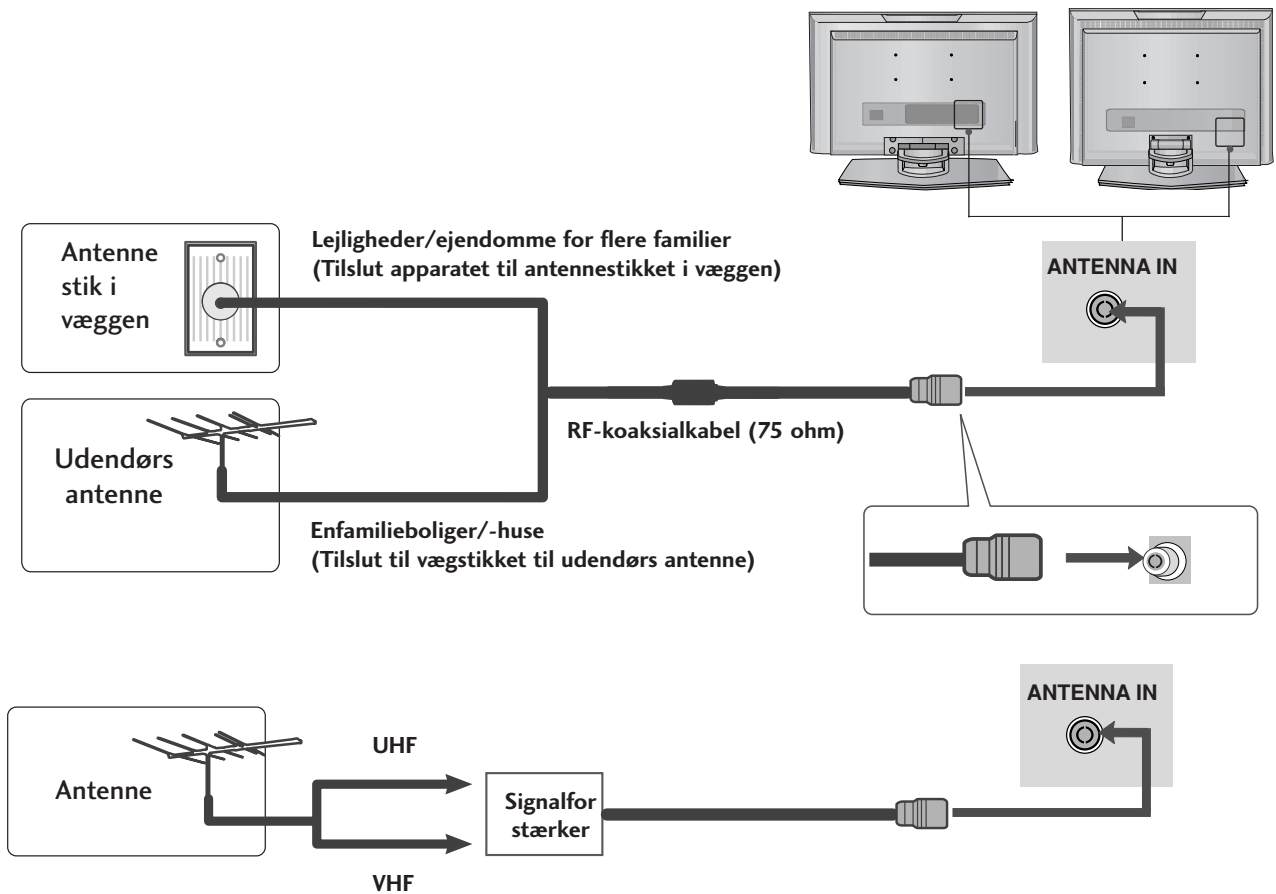 Antenne
stik i
væggen
Lejligheder/ejendomme for flere familier
(Tilslut apparatet til antennestikket i væggen)
ANTENNA IN
RF-koaksialkabel (75 ohm)
Udendørs
antenne
Enfamilieboliger/-huse
(Tilslut til vægstikket til udendørs antenne)
ANTENNA IN
Antenne
UHF
VHF
Signalfor
stærker